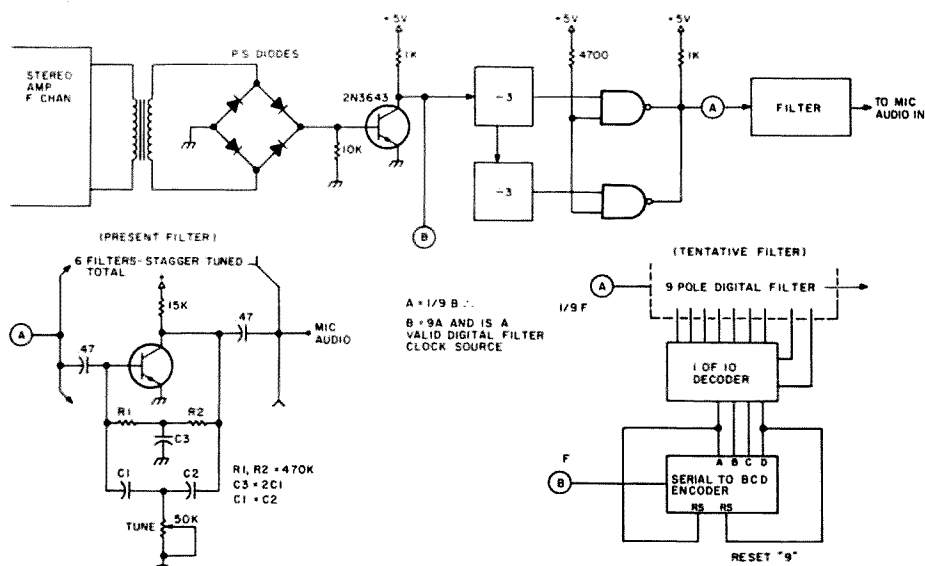 STEREO
AMP
F CHAN
P S DIODES
10K
2N3643
+5V
1K
B
-3
-3
+5V
4700
+5V
1K
A
FILTER
TO MIC
AUDIO IN
(PRESENT FILTER)
6 FILTERS-STAGGER TUNED
TOTAL
A
.47
+
15K
.47
MIC
AUDIO
R1
R2
C3
C1
C2
TUNE
50K
R1, R2 = 470K
C3 = 2C1
C1 = C2
A = 1/9 B ∴
B = 9A AND IS A
VALID DIGITAL FILTER
CLOCK SOURCE
(TENTATIVE FILTER)
A
1/9 F
9 POLE DIGITAL FILTER
1 OF 10
DECODER
A B C D
F
B
SERIAL TO BCD
ENCODER
RS RS
RESET "9"